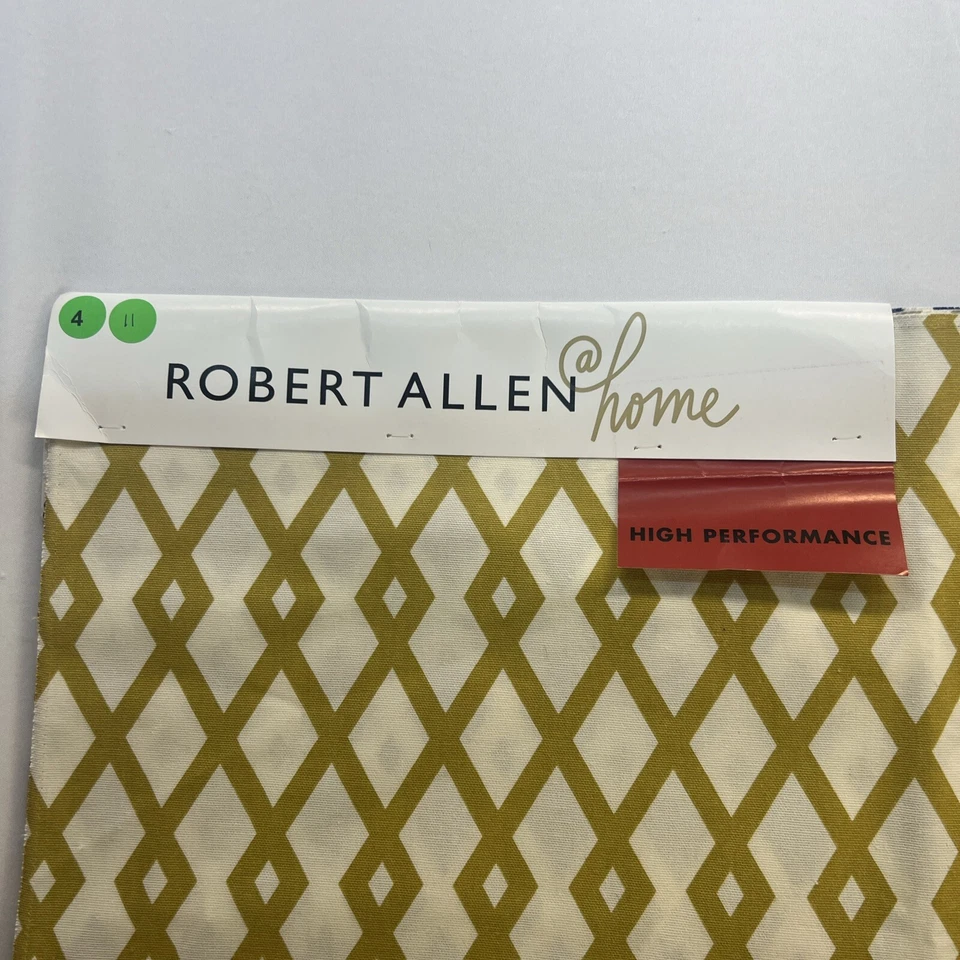 4 11
ROBERT ALLEN @home
HIGH PERFORMANCE